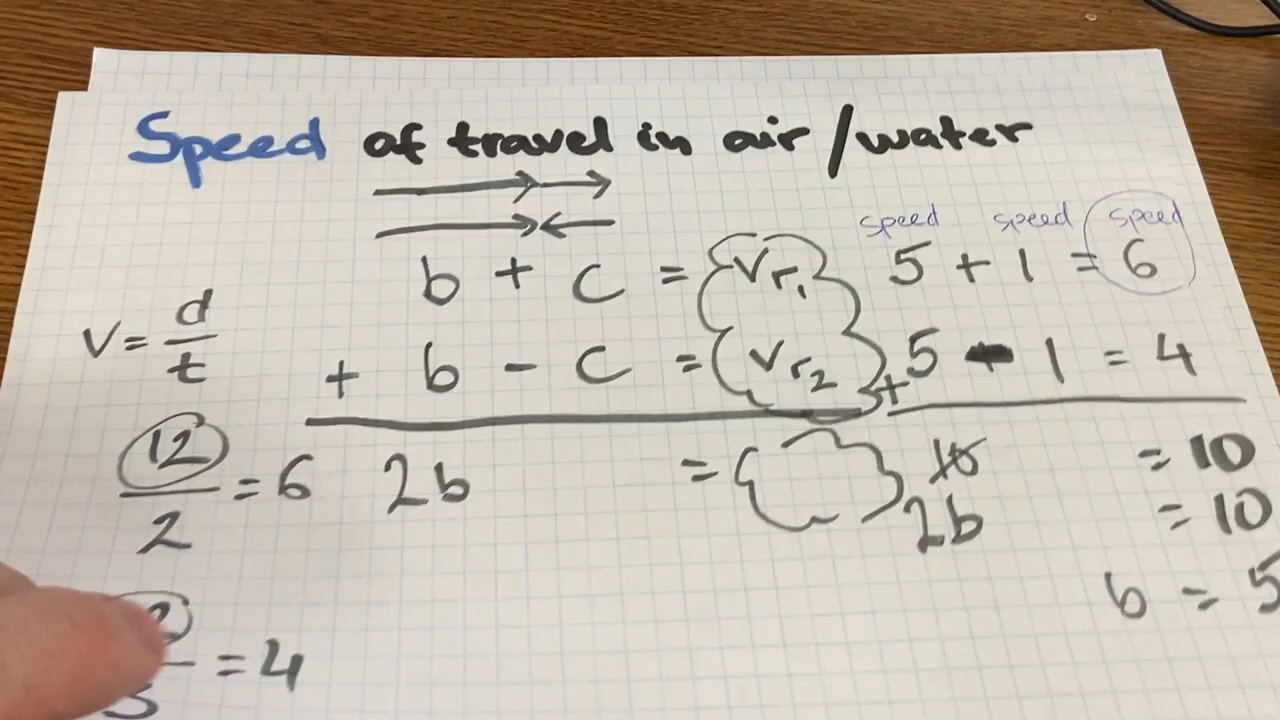 Speed of travel in air/water
speed speed speed
b + c = Vr1 5 + 1 = 6
V = d/t
+ b - c = Vr2 + 5 - 1 = 4
12/2 = 6 2b = = 10
2b = 10
b = 5
= 4